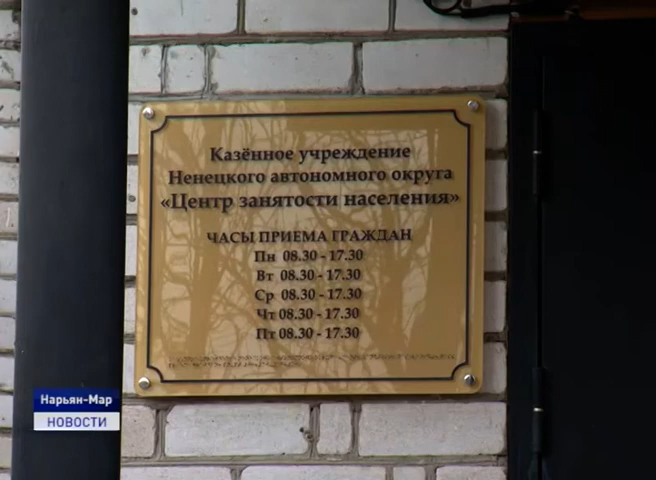 Казённое учреждение
Ненецкого автономного округа
«Центр занятости населения»
ЧАСЫ ПРИЕМА ГРАЖДАН
Пн 08.30 - 17.30
Вт 08.30 - 17.30
Ср 08.30 - 17.30
Чт 08.30 - 17.30
Пт 08.30 - 17.30
Нарьян-Мар
НОВОСТИ